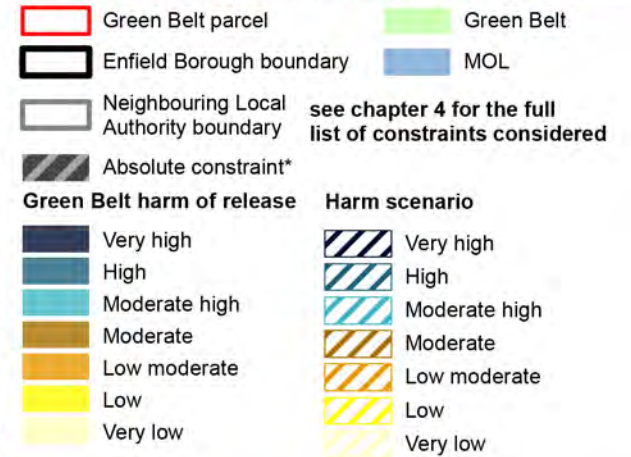 Green Belt parcel
Green Belt
Enfield Borough boundary
MOL
Neighbouring Local
Authority boundary
see chapter 4 for the full
list of constraints considered
Absolute constraint*
Green Belt harm of release
Very high
High
Moderate high
Moderate
Low moderate
Low
Very low
Harm scenario
Very high
High
Moderate high
Moderate
Low moderate
Low
Very low